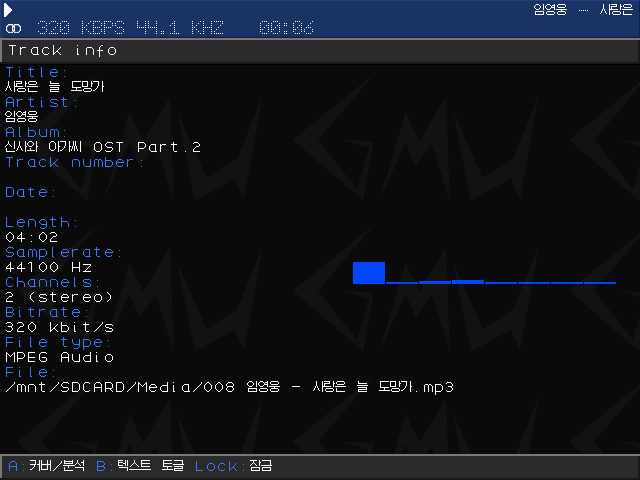 임영웅 – 사랑은
320 KBPS 44.1 KHZ 00:06
Track info
Title:
사랑은 늘 도망가
Artist:
임영웅
Album:
신사와 아가씨 OST Part.2
Track number:
Date:
Length:
04:02
Samplerate:
44100 Hz
Channels:
2 (stereo)
Bitrate:
320 kbit/s
File type:
MPEG Audio
File:
/mnt/SDCARD/Media/008 임영웅 - 사랑은 늘 도망가.mp3
A:커버/분석 B:텍스트 토글 Lock:잠금